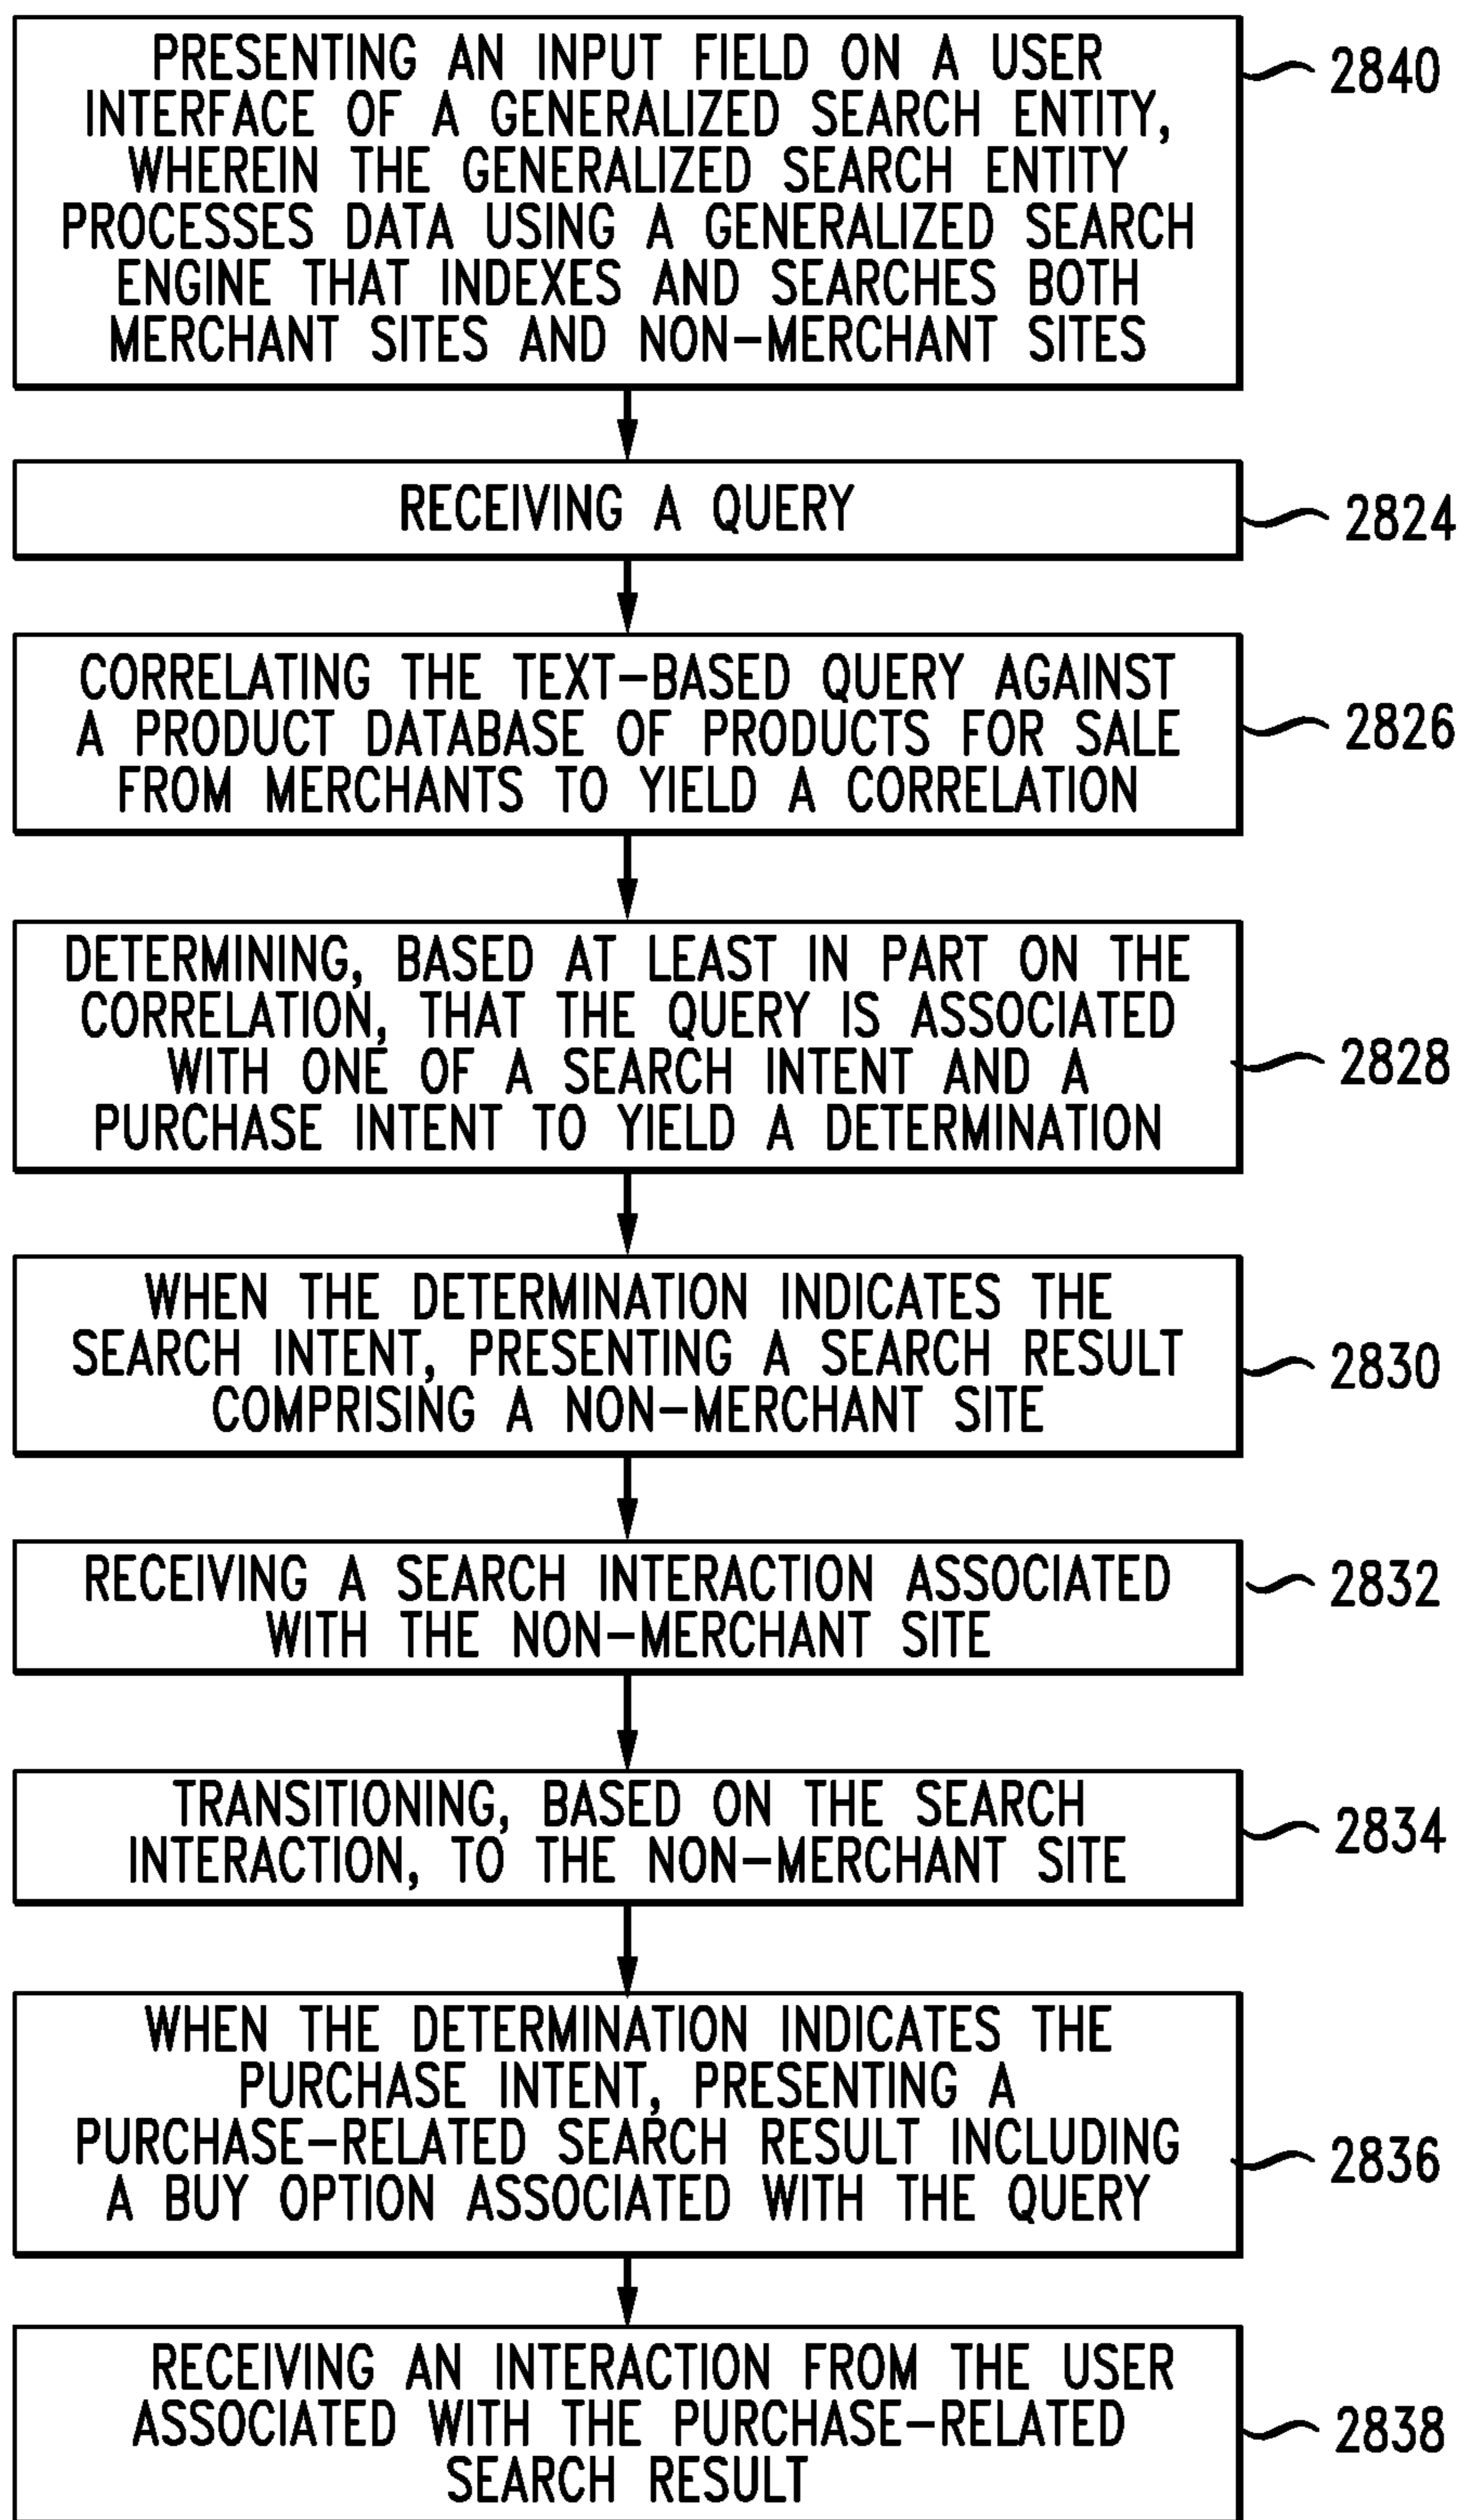 PRESENTING AN INPUT FIELD ON A USER
INTERFACE OF A GENERALIZED SEARCH ENTITY,
WHEREIN THE GENERALIZED SEARCH ENTITY
PROCESSES DATA USING A GENERALIZED SEARCH
ENGINE THAT INDEXES AND SEARCHES BOTH
MERCHANT SITES AND NON-MERCHANT SITES
2840
RECEIVING A QUERY
2824
CORRELATING THE TEXT-BASED QUERY AGAINST
A PRODUCT DATABASE OF PRODUCTS FOR SALE
FROM MERCHANTS TO YIELD A CORRELATION
2826
DETERMINING, BASED AT LEAST IN PART ON THE
CORRELATION, THAT THE QUERY IS ASSOCIATED
WITH ONE OF A SEARCH INTENT AND A
PURCHASE INTENT TO YIELD A DETERMINATION
2828
WHEN THE DETERMINATION INDICATES THE
SEARCH INTENT, PRESENTING A SEARCH RESULT
COMPRISING A NON-MERCHANT SITE
2830
RECEIVING A SEARCH INTERACTION ASSOCIATED
WITH THE NON-MERCHANT SITE
2832
TRANSITIONING, BASED ON THE SEARCH
INTERACTION, TO THE NON-MERCHANT SITE
2834
WHEN THE DETERMINATION INDICATES THE
PURCHASE INTENT, PRESENTING A
PURCHASE-RELATED SEARCH RESULT INCLUDING
A BUY OPTION ASSOCIATED WITH THE QUERY
2836
RECEIVING AN INTERACTION FROM THE USER
ASSOCIATED WITH THE PURCHASE-RELATED
SEARCH RESULT
2838